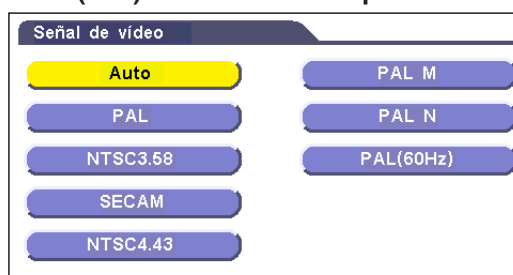 Señal de vídeo
Auto
PAL
NTSC3.58
SECAM
NTSC4.43
PAL M
PAL N
PAL(60Hz)